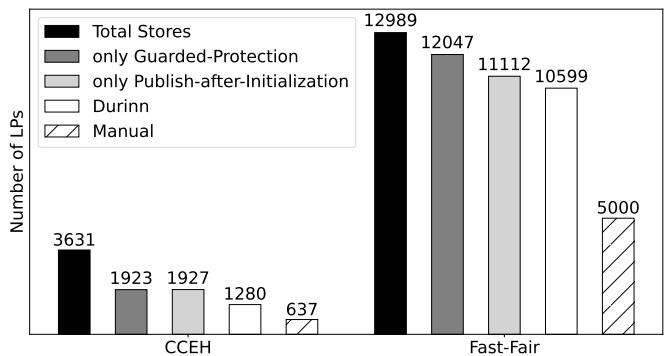 Number of LPs
Total Stores
only Guarded-Protection
only Publish-after-Initialization
Durinn
Manual
3631
1923
1927
1280
637
12989
12047
11112
10599
5000
CCEH
Fast-Fair